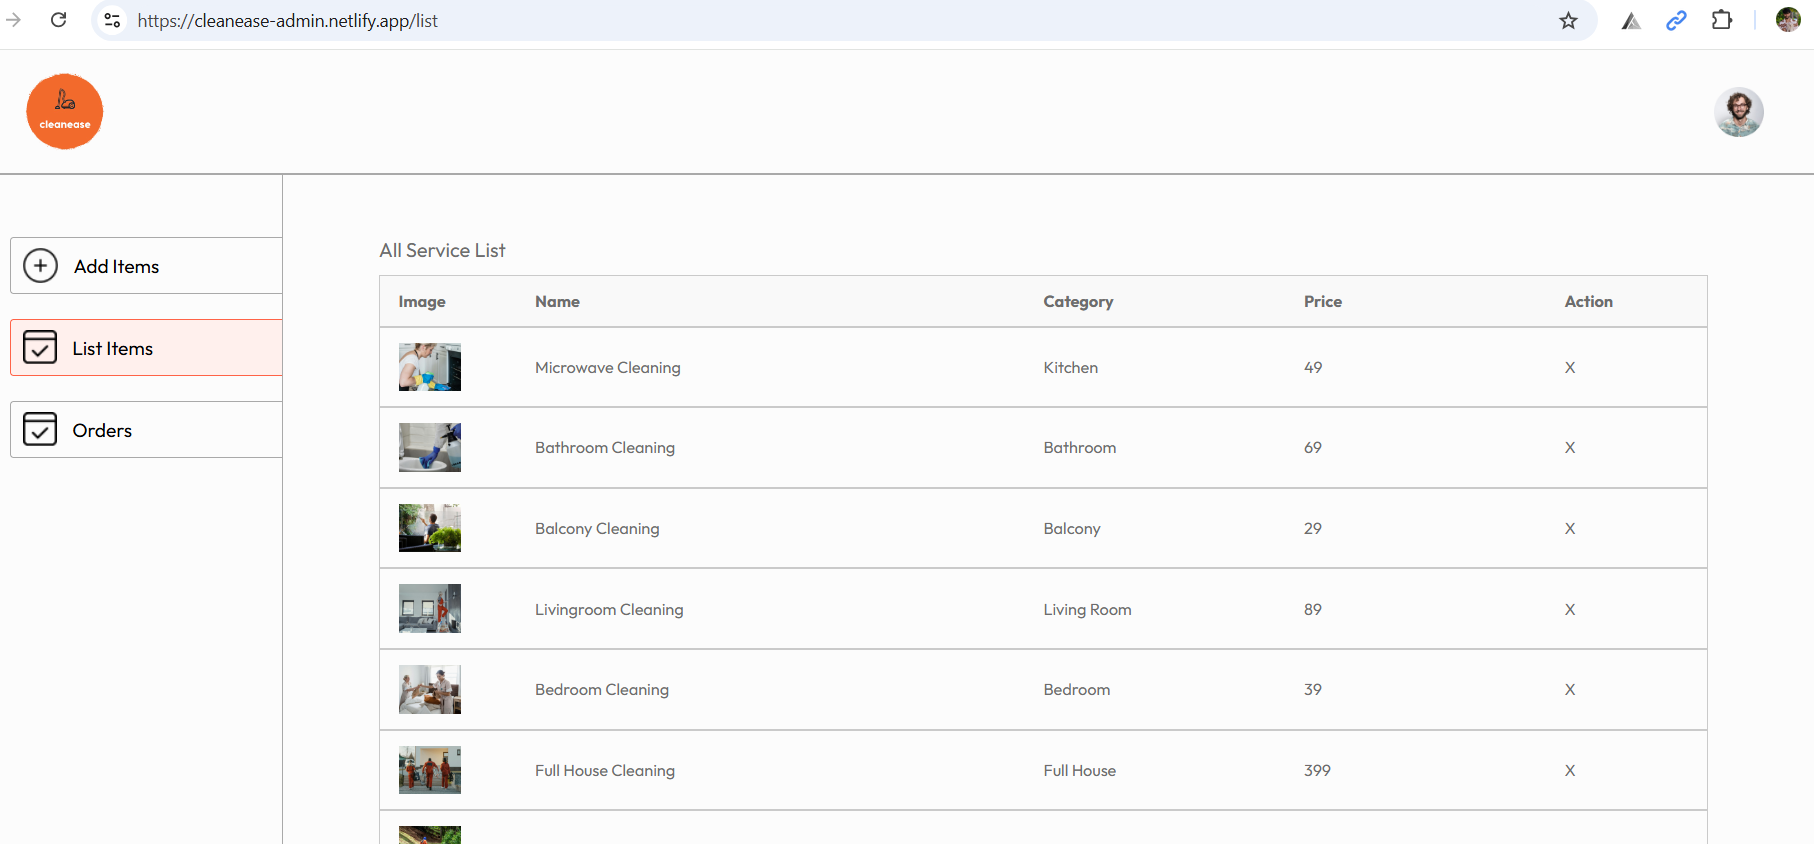 https://cleanease-admin.netlify.app/list
cleanease
Add Items
List Items
Orders
All Service List
Image Name Category Price Action
Microwave Cleaning Kitchen 49 X
Bathroom Cleaning Bathroom 69 X
Balcony Cleaning Balcony 29 X
Livingroom Cleaning Living Room 89 X
Bedroom Cleaning Bedroom 39 X
Full House Cleaning Full House 399 X